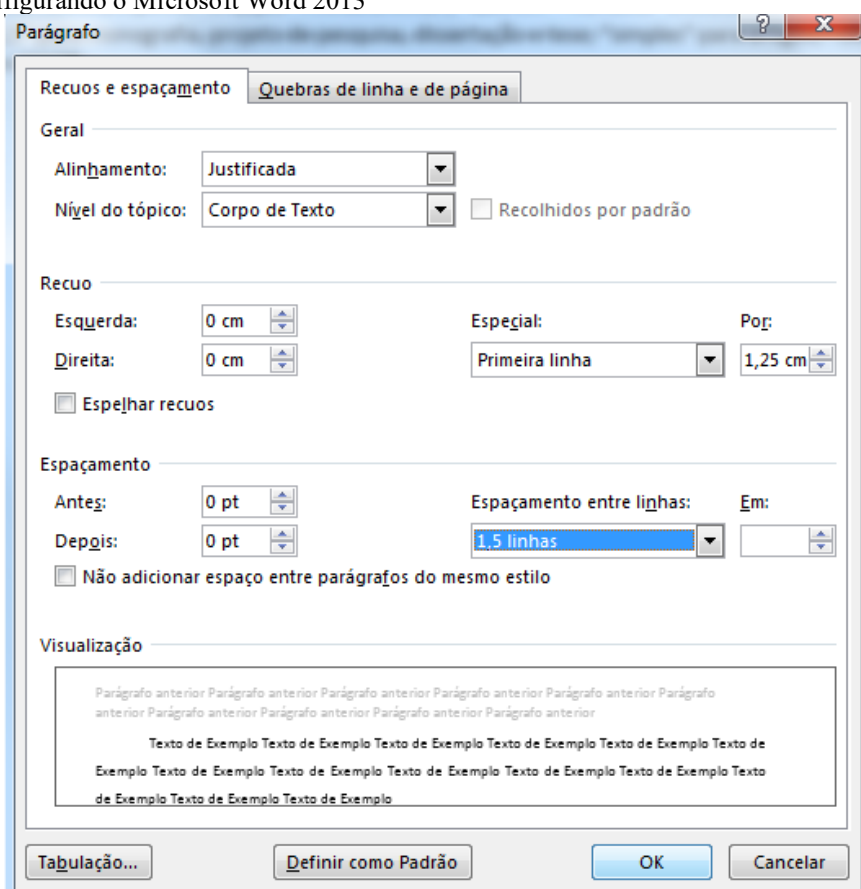 figurando o Microsoft Word 2013
Parágrafo
Recuos e espaçamento Quebras de linha e de página
Geral
Alinhamento: Justificada
Nível do tópico: Corpo de Texto Recolhidos por padrão
Recuo
Esquerda: 0 cm Especial: Por:
Direita: 0 cm Primeira linha 1,25 cm
Espelhar recuos
Espaçamento
Antes: 0 pt Espaçamento entre linhas: Em:
Depois: 0 pt 1,5 linhas
Não adicionar espaço entre parágrafos do mesmo estilo
Visualização
Parágrafo anterior Parágrafo anterior Parágrafo anterior Parágrafo anterior Parágrafo anterior Parágrafo
anterior Parágrafo anterior Parágrafo anterior Parágrafo anterior Parágrafo anterior
Texto de Exemplo Texto de Exemplo Texto de Exemplo Texto de Exemplo Texto de Exemplo Texto de
Exemplo Texto de Exemplo Texto de Exemplo Texto de Exemplo Texto de Exemplo Texto de Exemplo Texto
de Exemplo Texto de Exemplo Texto de Exemplo
Tabulação... Definir como Padrão OK Cancelar